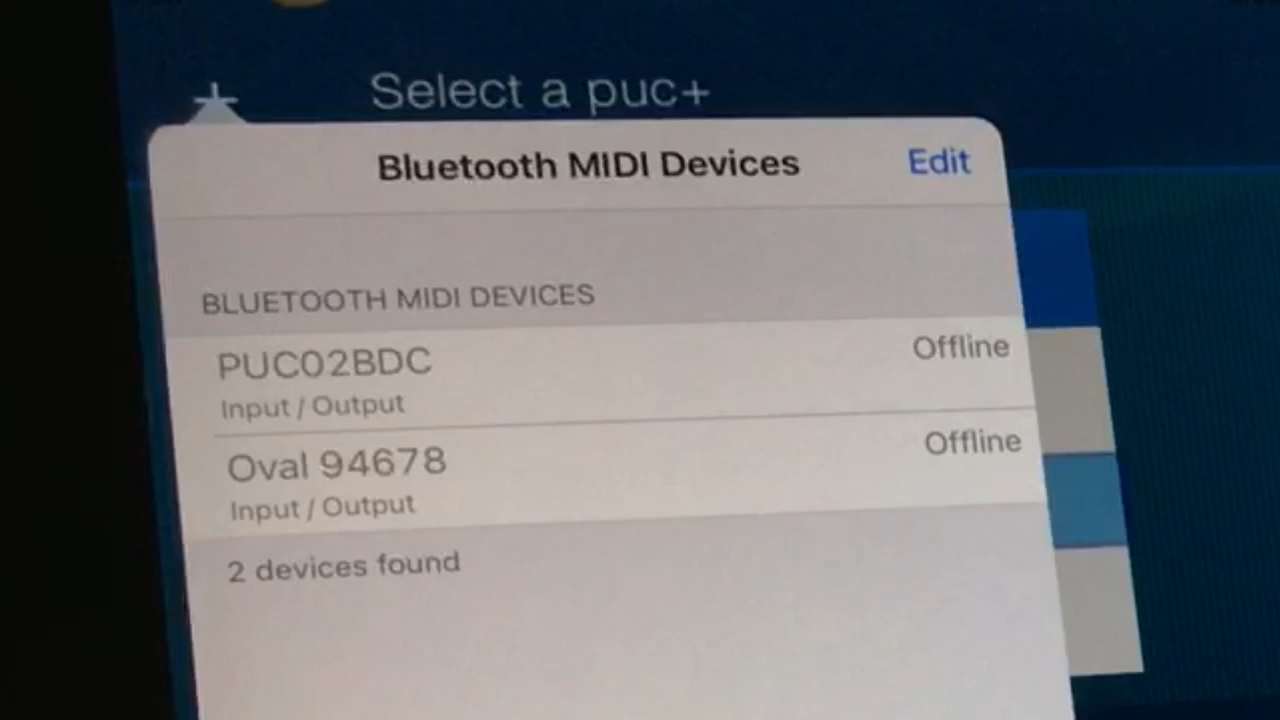 + Select a puc+
Bluetooth MIDI Devices Edit
BLUETOOTH MIDI DEVICES
PUC02BDC Offline
Input / Output
Oval 94678 Offline
Input / Output
2 devices found